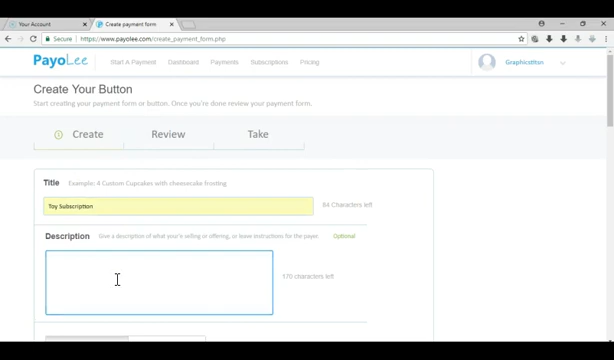 Your Account
Create payment form
Secure https://www.payolee.com/create_payment_form.php
PayoLee Start A Payment Dashboard Payments Subscriptions Pricing Graphicstton
Create Your Button
Start creating your payment form or button. Once you're done review your payment form.
Create Review Take
Title Example: 4 Custom Cupcakes with cheesecake frosting
Toy Subscription 84 Characters left
Description Give a description of what your're selling or offering, or leave instructions for the payee Optional
170 characters left